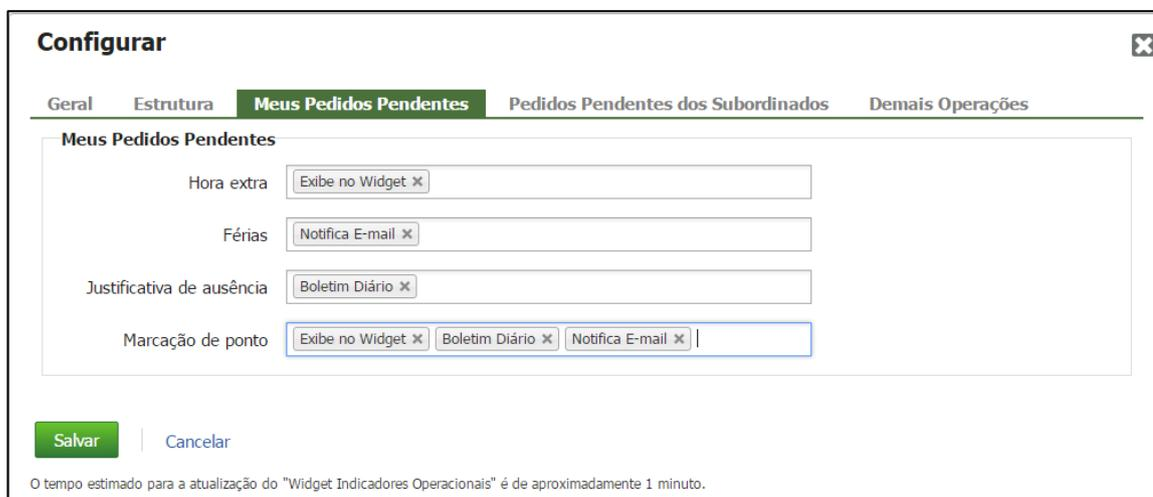 Configurar
Geral Estrutura Meus Pedidos Pendentes Pedidos Pendentes dos Subordinados Demais Operações
Meus Pedidos Pendentes
Hora extra Exibe no Widget
Férias Notifica E-mail
Justificativa de ausência Boletim Diário
Marcação de ponto Exibe no Widget Boletim Diário Notifica E-mail
Salvar Cancelar
O tempo estimado para a atualização do "Widget Indicadores Operacionais" é de aproximadamente 1 minuto.